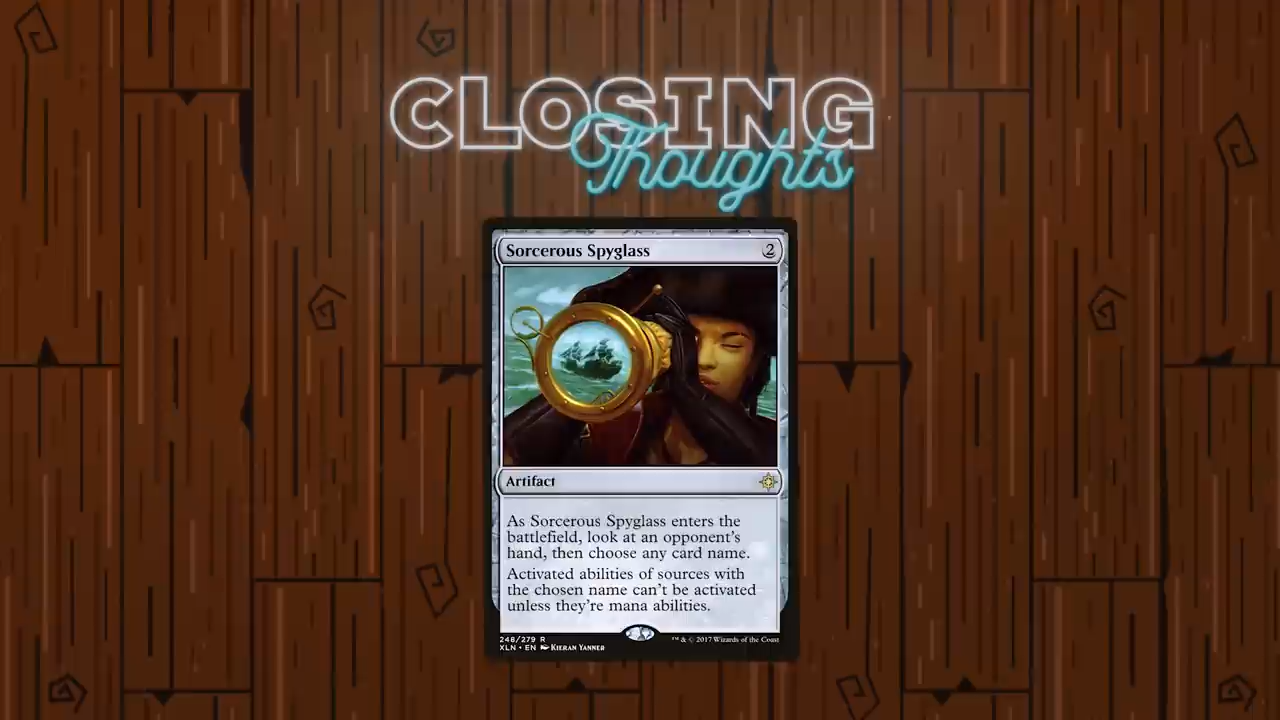 CLOSING
Thoughts
Sorcerous Spyglass 2
Artifact
As Sorcerous Spyglass enters the
battlefield, look at an opponent's
hand, then choose any card name.
Activated abilities of sources with
the chosen name can't be activated
unless they're mana abilities.
248/279 R
XLN • EN KIERAN YANNER
™ & © 2017 Wizards of the Coast